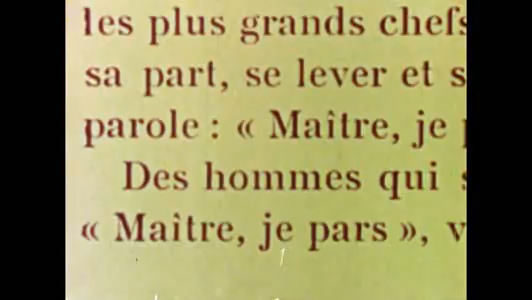 les plus grands chefs
sa part, se lever et s
parole : « Maître, je
Des hommes qui
« Maître, je pars », v